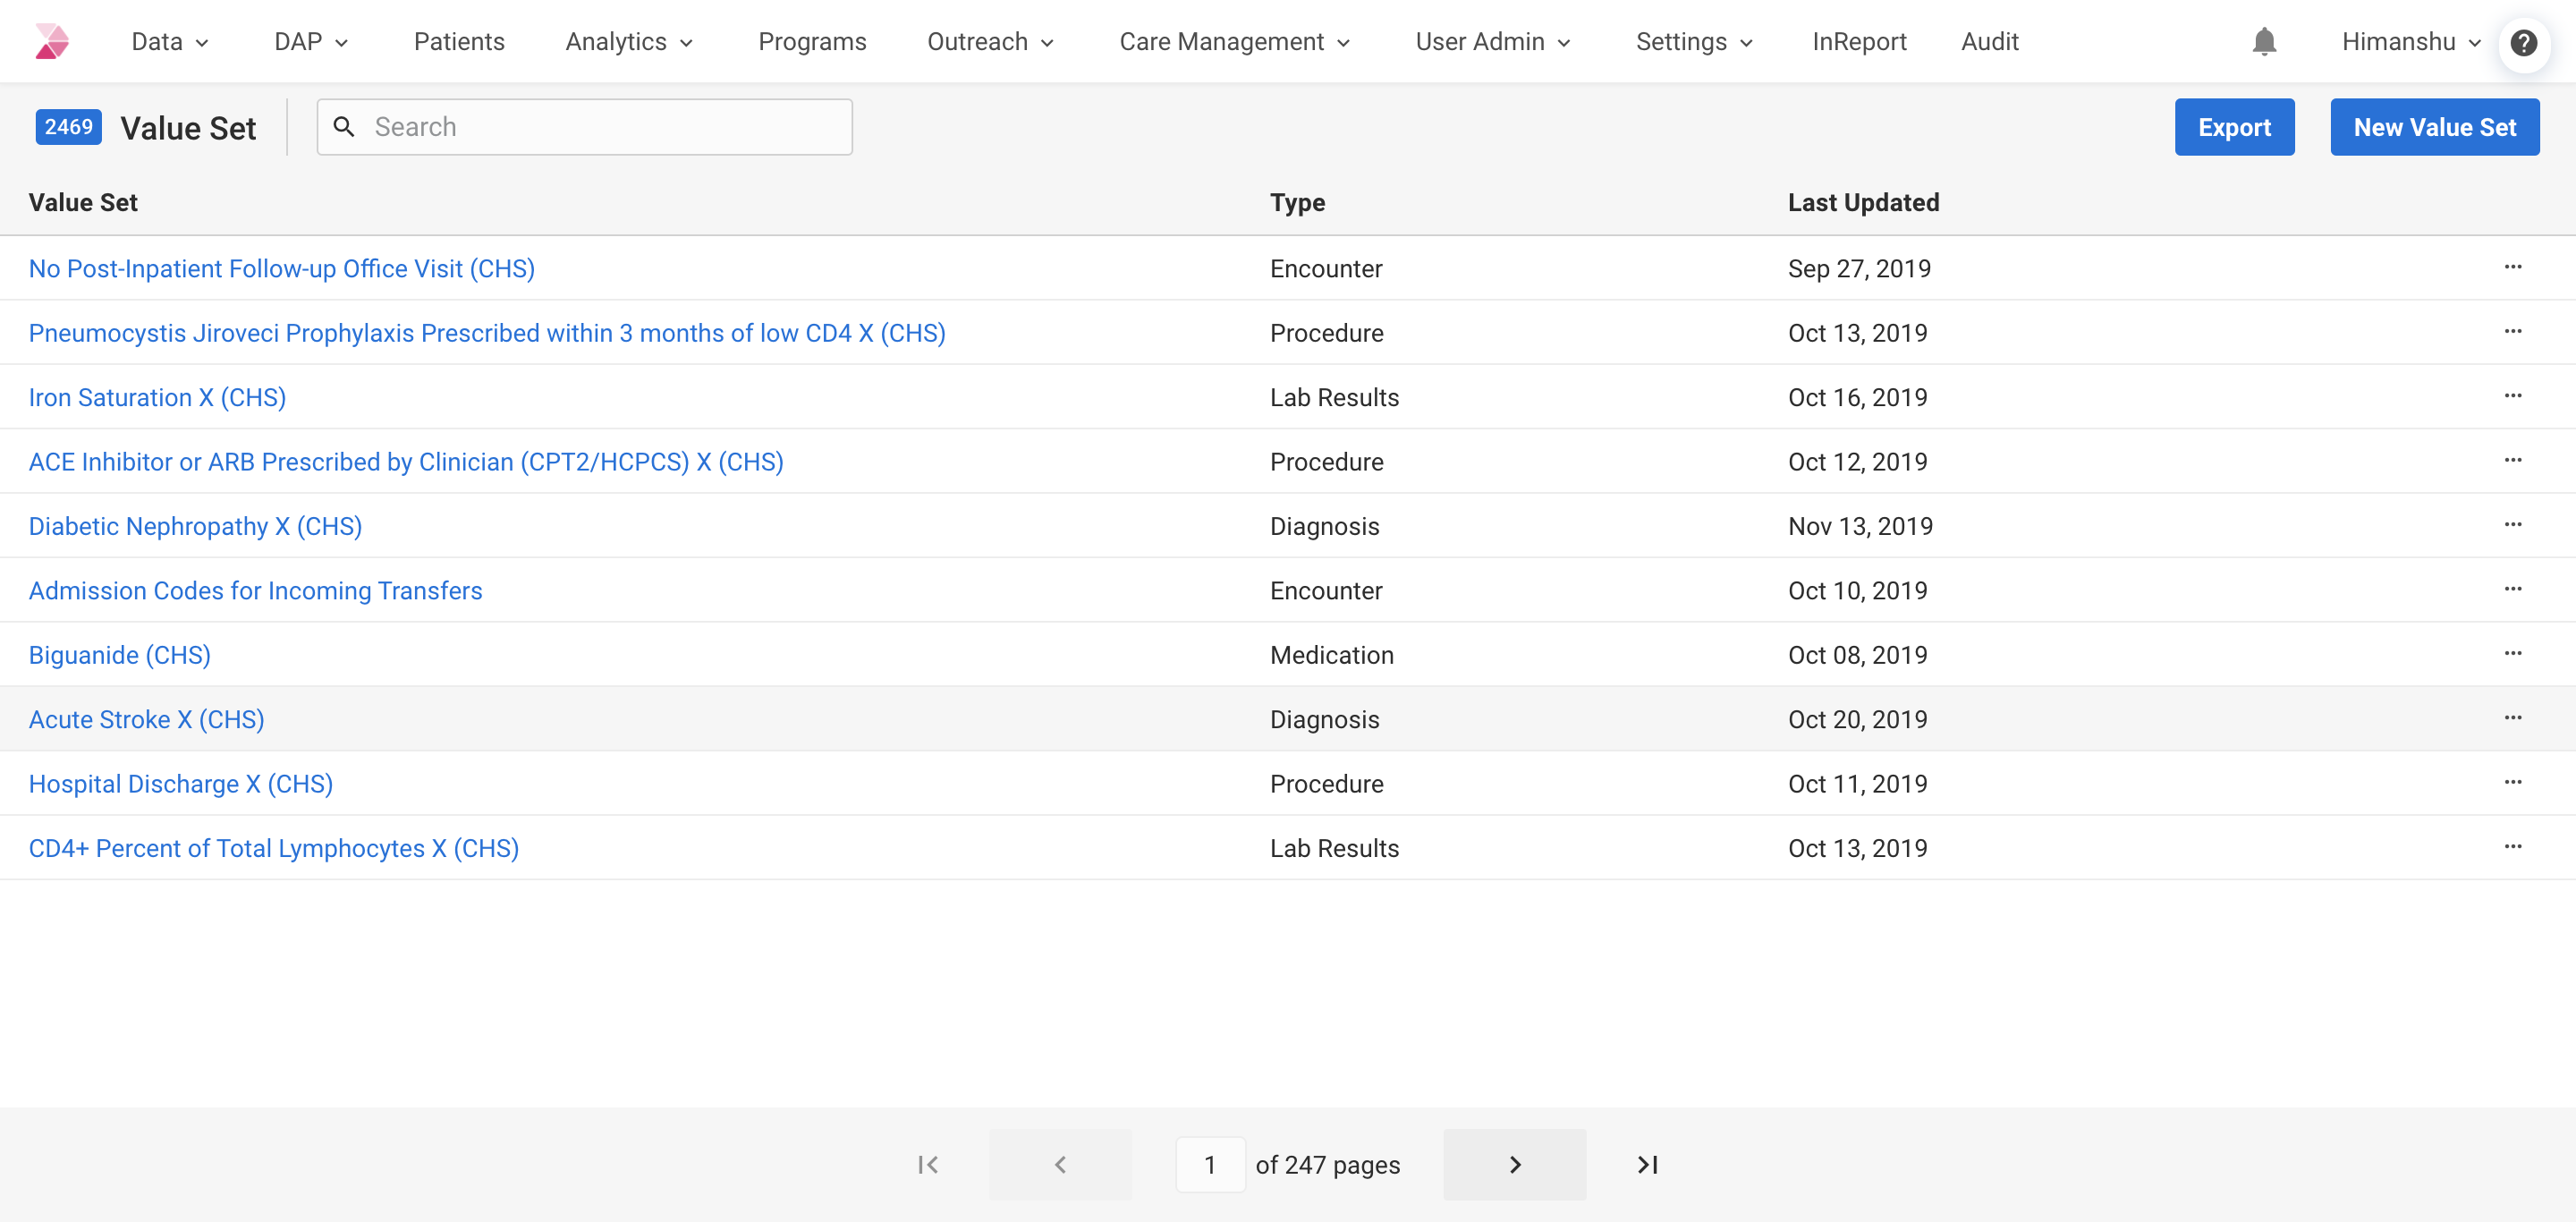 Data DAP Patients Analytics Programs Outreach Care Management User Admin Settings InReport Audit Himanshu ?
2469 Value Set Search Export New Value Set
Value Set Type Last Updated
No Post-Inpatient Follow-up Office Visit (CHS) Encounter Sep 27, 2019 ...
Pneumocystis Jiroveci Prophylaxis Prescribed within 3 months of low CD4 X (CHS) Procedure Oct 13, 2019 ...
Iron Saturation X (CHS) Lab Results Oct 16, 2019 ...
ACE Inhibitor or ARB Prescribed by Clinician (CPT2/HCPCS) X (CHS) Procedure Oct 12, 2019 ...
Diabetic Nephropathy X (CHS) Diagnosis Nov 13, 2019 ...
Admission Codes for Incoming Transfers Encounter Oct 10, 2019 ...
Biguanide (CHS) Medication Oct 08, 2019 ...
Acute Stroke X (CHS) Diagnosis Oct 20, 2019 ...
Hospital Discharge X (CHS) Procedure Oct 11, 2019 ...
CD4+ Percent of Total Lymphocytes X (CHS) Lab Results Oct 13, 2019 ...
1 of 247 pages